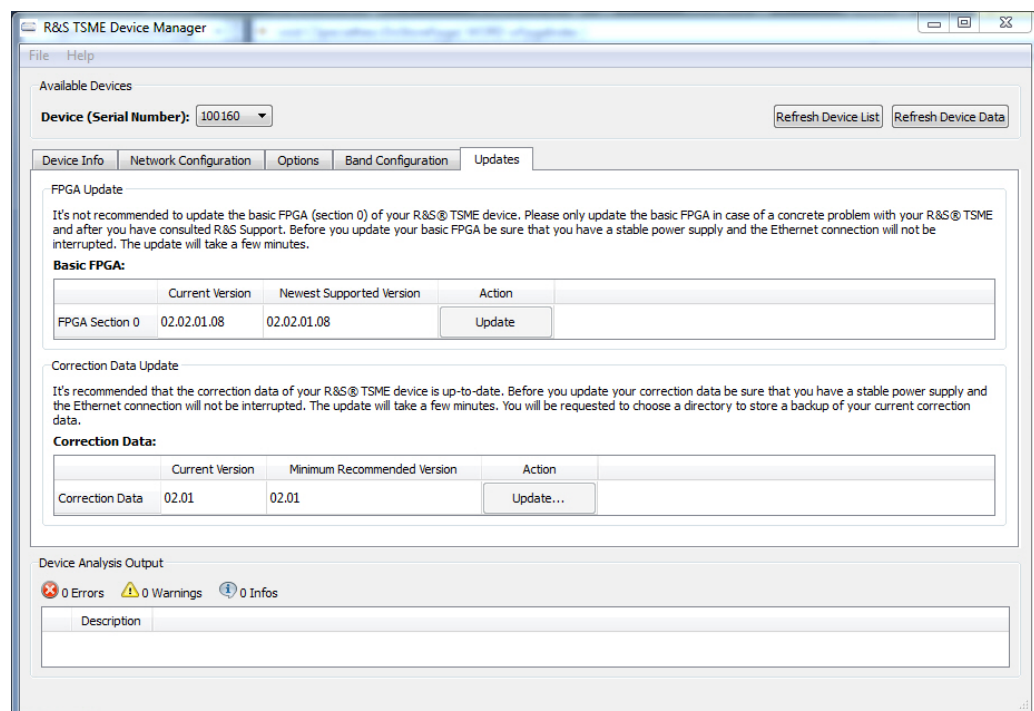 R&S TSME Device Manager
File Help
Available Devices
Device (Serial Number): 100160
Refresh Device List Refresh Device Data
Device Info Network Configuration Options Band Configuration Updates
FPGA Update
It's not recommended to update the basic FPGA (section 0) of your R&S® TSME device. Please only update the basic FPGA in case of a concrete problem with your R&S® TSME
and after you have consulted R&S Support. Before you update your basic FPGA be sure that you have a stable power supply and the Ethernet connection will not be
interrupted. The update will take a few minutes.
Basic FPGA:
Current Version Newest Supported Version Action
FPGA Section 0 02.02.01.08 02.02.01.08 Update
Correction Data Update
It's recommended that the correction data of your R&S® TSME device is up-to-date. Before you update your correction data be sure that you have a stable power supply and
the Ethernet connection will not be interrupted. The update will take a few minutes. You will be requested to choose a directory to store a backup of your current correction
data.
Correction Data:
Current Version Minimum Recommended Version Action
Correction Data 02.01 02.01 Update...
Device Analysis Output
0 Errors 0 Warnings 0 Infos
Description